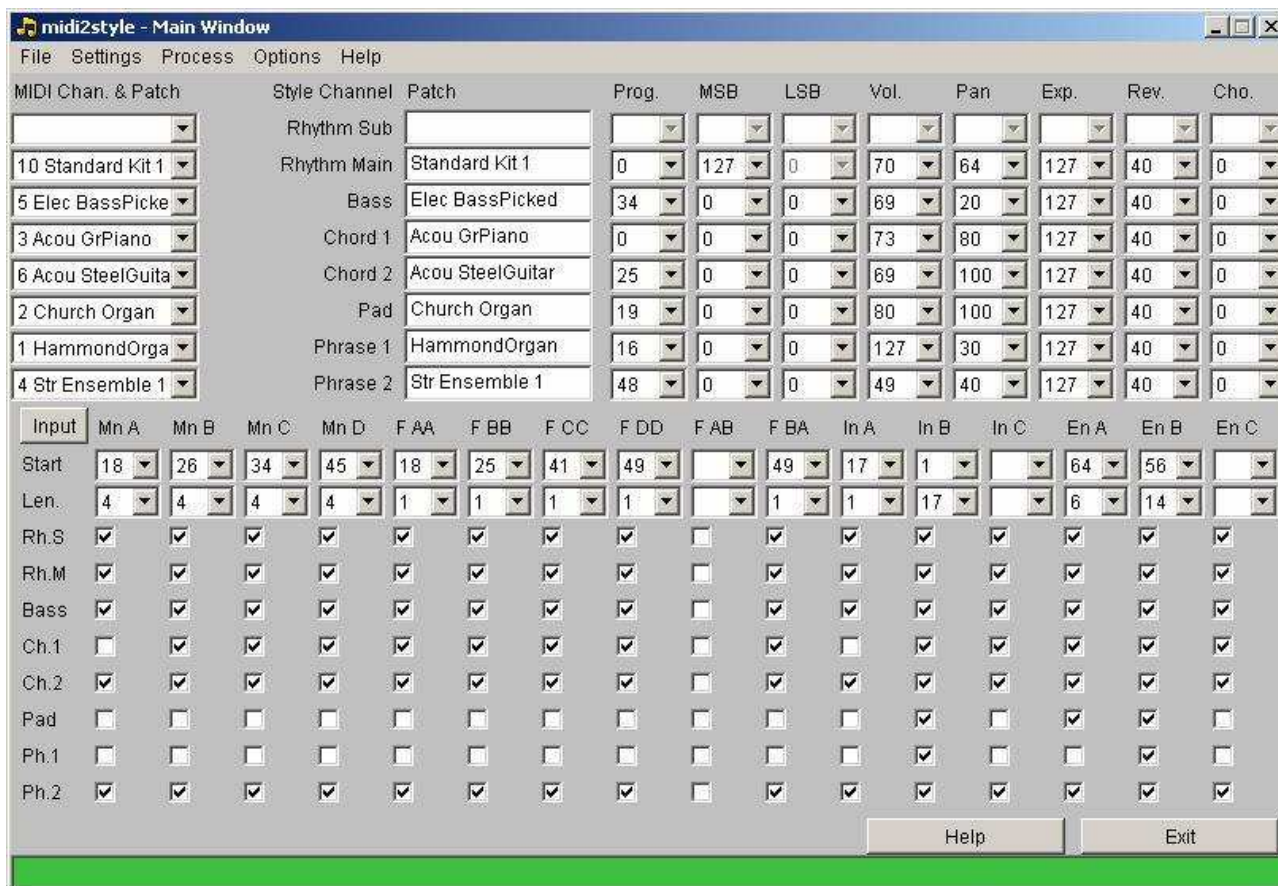 midi2style - Main Window
File Settings Process Options Help
MIDI Chan. & Patch Style Channel Patch Prog. MSB LSB Vol. Pan Exp. Rev. Cho.
Rhythm Sub
10 Standard Kit 1 Rhythm Main Standard Kit 1 0 127 0 70 64 127 40 0
5 Elec BassPicke Bass Elec BassPicked 34 0 0 69 20 127 40 0
3 Acou GrPiano Chord 1 Acou GrPiano 0 0 0 73 80 127 40 0
6 Acou SteelGuita Chord 2 Acou SteelGuitar 25 0 0 69 100 127 40 0
2 Church Organ Pad Church Organ 19 0 0 80 100 127 40 0
1 HammondOrga Phrase 1 HammondOrgan 16 0 0 127 30 127 40 0
4 Str Ensemble 1 Phrase 2 Str Ensemble 1 48 0 0 49 40 127 40 0
Input Mn A Mn B Mn C Mn D F AA F BB F CC F DD F AB F BA In A In B In C En A En B En C
Start 18 26 34 45 18 25 41 49 49 17 1 64 56
Len. 4 4 4 4 1 1 1 1 1 1 17 6 14
Rh.S
Rh.M
Bass
Ch.1
Ch.2
Pad
Ph.1
Ph.2
Help Exit